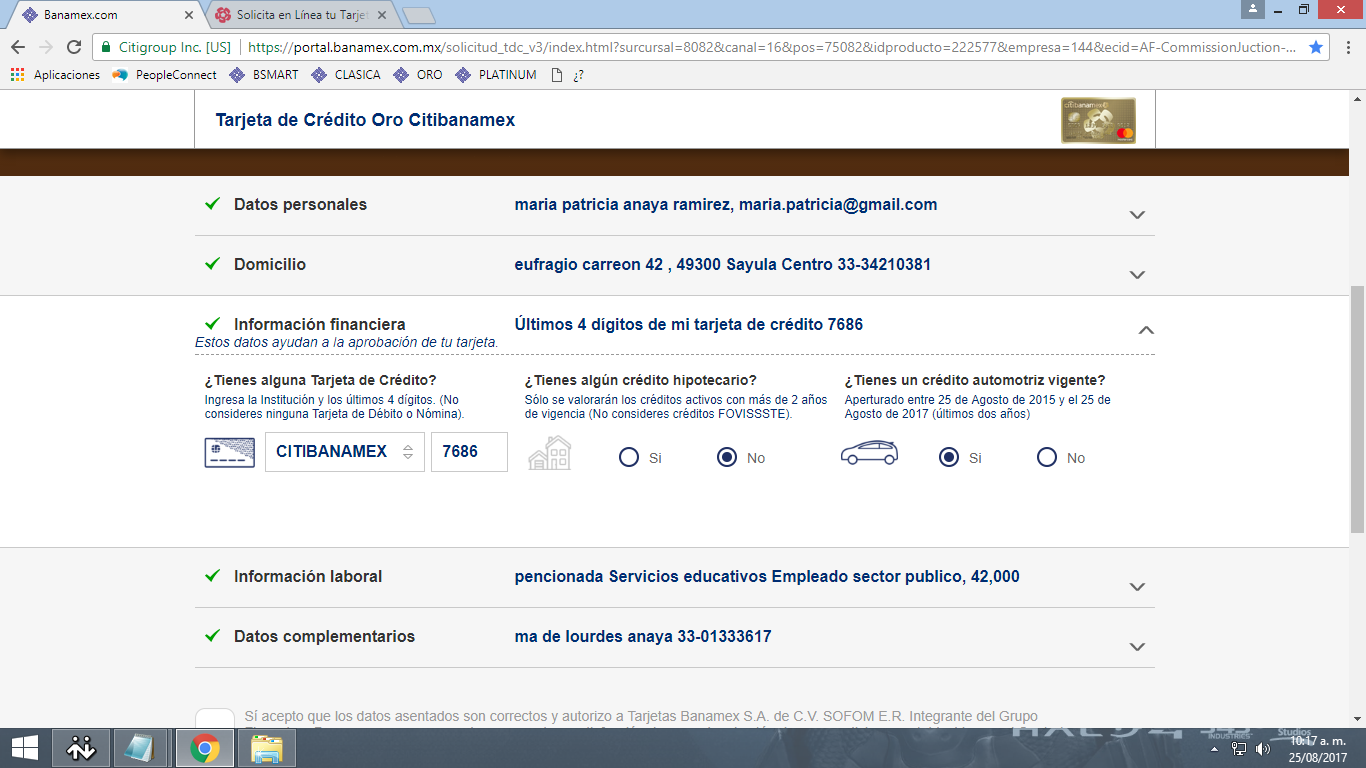 Banamex.com
Solicita en Línea tu Tarjet
Citigroup Inc. [US]
https://portal.banamex.com.mx/solicitud_tdc_v3/index.html?surcursal=8082&canal=16&pos=75082&idproducto=222577&empresa=144&ecid=AF-CommissionJuction-...
Aplicaciones PeopleConnect BSMART CLASICA ORO PLATINUM ¿?
Tarjeta de Crédito Oro Citibanamex
citibanamex
Datos personales maria patricia anaya ramirez, maria.patricia@gmail.com
Domicilio eufragio carreon 42 , 49300 Sayula Centro 33-34210381
Información financiera Últimos 4 dígitos de mi tarjeta de crédito 7686
Estos datos ayudan a la aprobación de tu tarjeta.
¿Tienes alguna Tarjeta de Crédito?
Ingresa la Institución y los últimos 4 dígitos. (No
consideres ninguna Tarjeta de Débito o Nómina).
CITIBANAMEX 7686
¿Tienes algún crédito hipotecario?
Sólo se valorarán los créditos activos con más de 2 años
de vigencia (No consideres créditos FOVISSSTE).
Si No
¿Tienes un crédito automotriz vigente?
Aperturado entre 25 de Agosto de 2015 y el 25 de
Agosto de 2017 (últimos dos años)
Si No
Información laboral pencionada Servicios educativos Empleado sector publico, 42,000
Datos complementarios ma de lourdes anaya 33-01333617
Sí acepto que los datos asentados son correctos y autorizo a Tarjetas Banamex S.A. de C.V. SOFOM E.R. Integrante del Grupo
343
INDUSTRIES
Studios
10:17 a. m.
25/08/2017